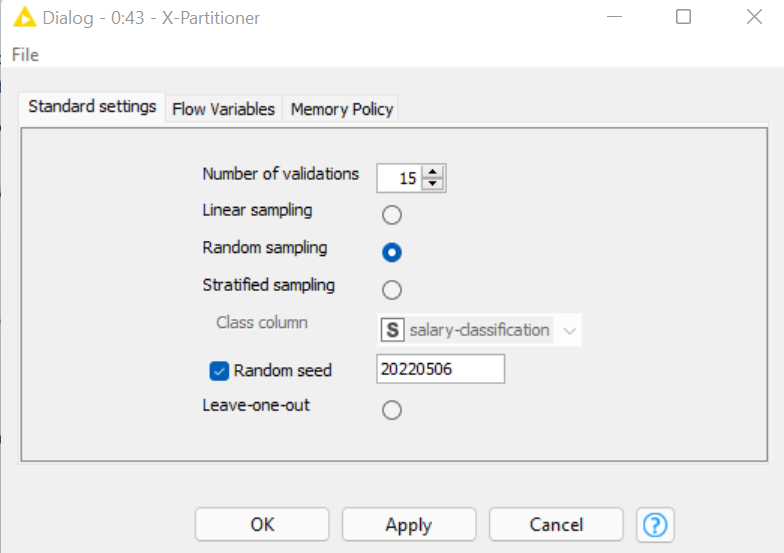 Dialog - 0:43 - X-Partitioner
File
Standard settings Flow Variables Memory Policy
Number of validations 15
Linear sampling
Random sampling
Stratified sampling
Class column S salary-classification
Random seed 20220506
Leave-one-out
OK Apply Cancel ?